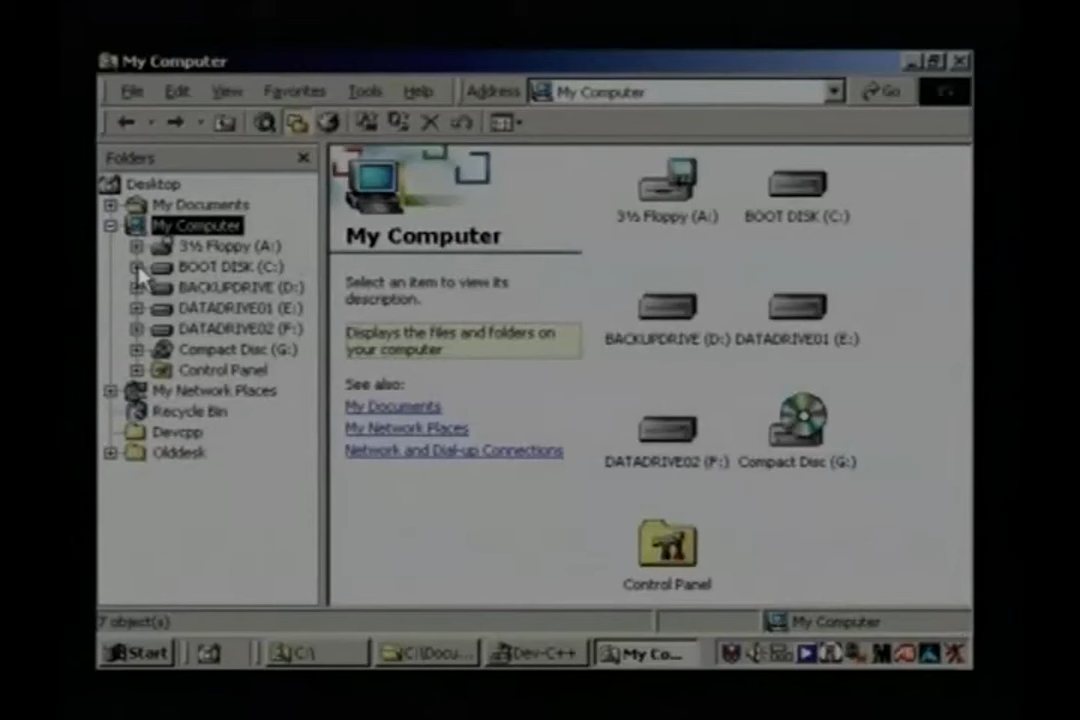 My Computer
File Edit View Favorites Tools Help Address My Computer Go
Folders
Desktop
My Documents
My Computer
3½ Floppy (A:)
BOOT DISK (C:)
BACKUPDRIVE (D:)
DATADRIVE01 (E:)
DATADRIVE02 (F:)
Compact Disc (G:)
Control Panel
My Network Places
Recycle Bin
Devcpp
Olddesk
My Computer
Select an item to view its
description.
Displays the files and folders on
your computer
See also:
My Documents
My Network Places
Network and Dial-up Connections
3½ Floppy (A:) BOOT DISK (C:)
BACKUPDRIVE (D:) DATADRIVE01 (E:)
DATADRIVE02 (F:) Compact Disc (G:)
Control Panel
7 object(s) My Computer
Start C:\ C:\Docu... Dev-C++ My Co...